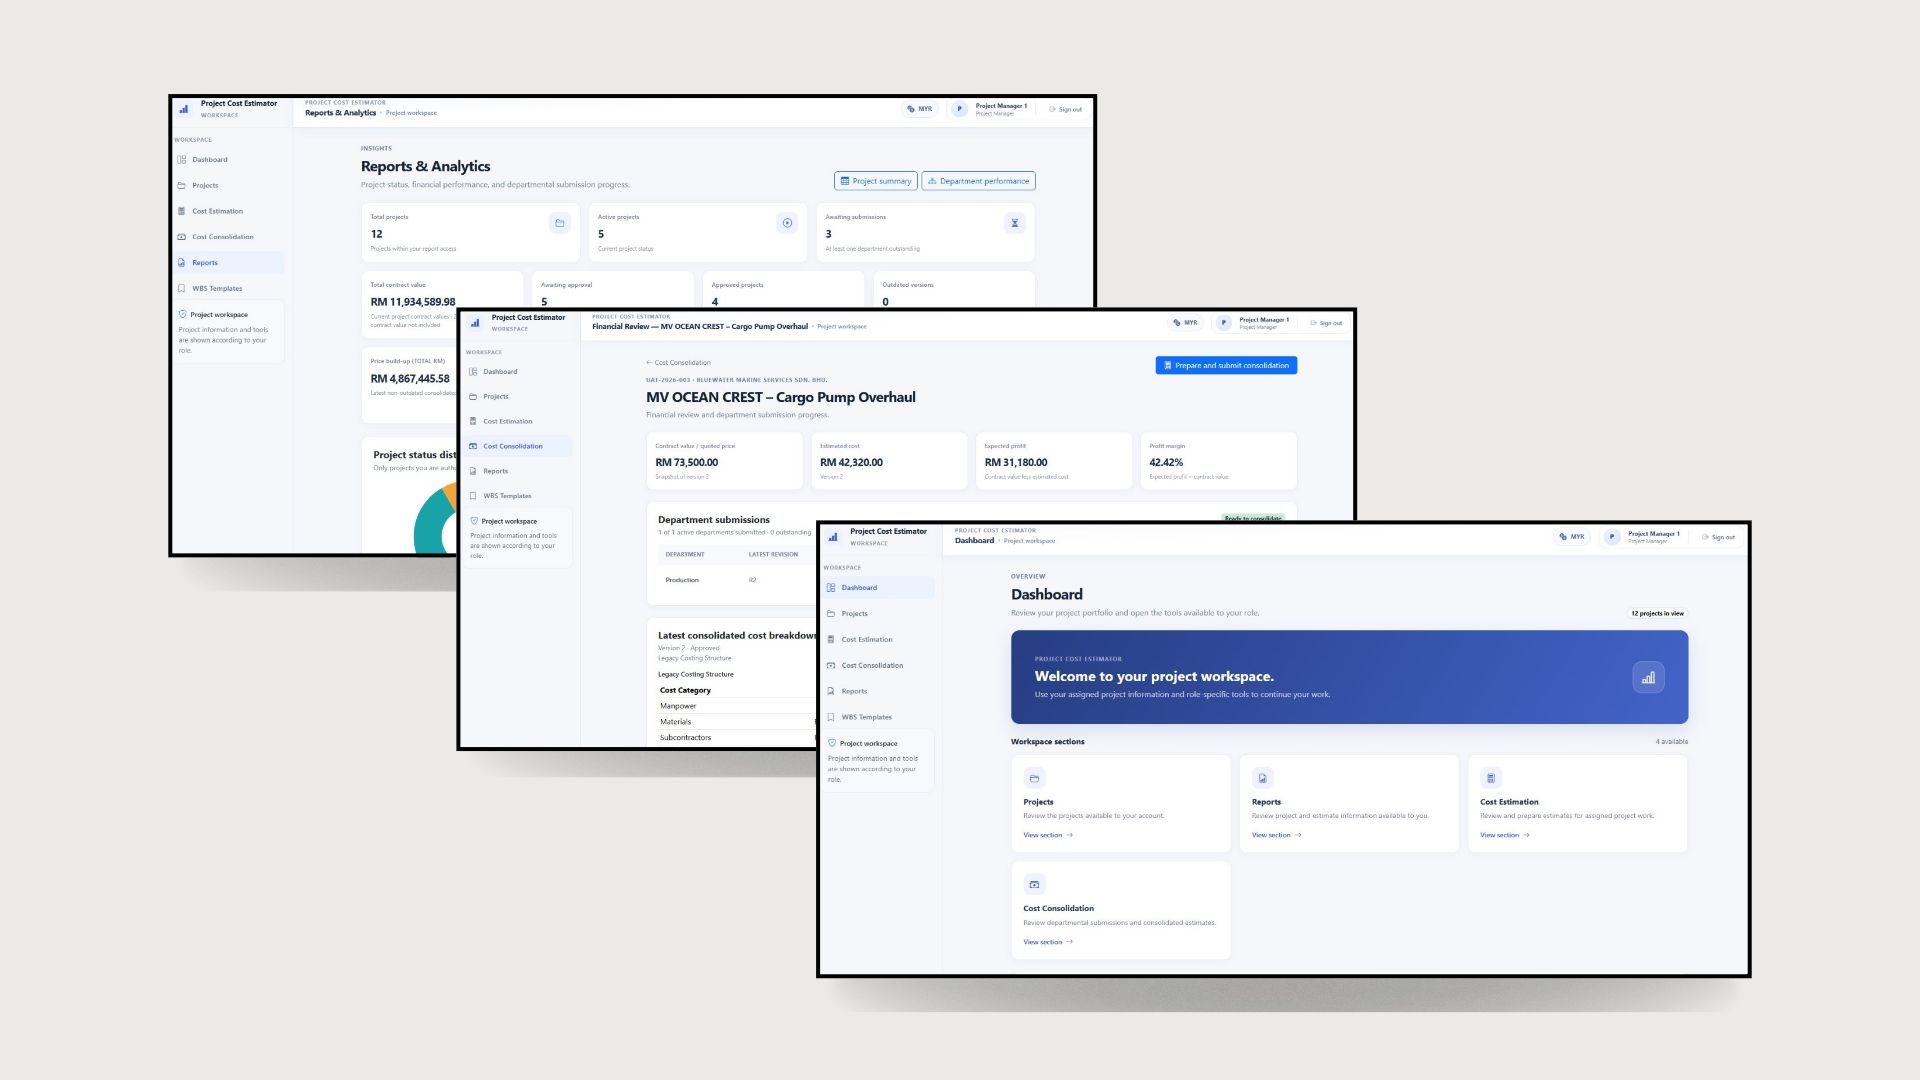 Project Cost Estimator
WORKSPACE
WORKSPACE
Dashboard
Projects
Cost Estimation
Cost Consolidation
Reports
WBS Templates
Project workspace
Project information and tools
are shown according to your
role.
PROJECT COST ESTIMATOR
Reports & Analytics · Project workspace
MYR
P
Project Manager 1
Project Manager
Sign out
INSIGHTS
Reports & Analytics
Project status, financial performance, and departmental submission progress.
Project summary
Department performance
Total projects
12
Projects within your report access
Active projects
5
Current project status
Awaiting submissions
3
At least one department outstanding
Total contract value
RM 11,934,589.98
Current project contract values ·
contract value not included
Awaiting approval
5
Approved projects
4
Outdated versions
0
Price build-up (TOTAL RM)
RM 4,867,445.58
Latest non-outdated
Project status
Only projects you are
Project Cost Estimator
WORKSPACE
WORKSPACE
Dashboard
Projects
Cost Estimation
Cost Consolidation
Reports
WBS Templates
Project workspace
Project information and tools
are shown according to your
role.
PROJECT COST ESTIMATOR
Financial Review — MV OCEAN CREST – Cargo Pump Overhaul · Project workspace
MYR
P
Project Manager 1
Project Manager
Sign out
← Cost Consolidation
Prepare and submit consolidation
UAT-2026-003 · BLUEWATER MARINE SERVICES SDN. BHD.
MV OCEAN CREST – Cargo Pump Overhaul
Financial review and department submission progress.
Contract value / quoted price
RM 73,500.00
Snapshot of version 2
Estimated cost
RM 42,320.00
Version 2
Expected profit
RM 31,180.00
Contract value less estimated cost
Profit margin
42.42%
Expected profit ÷ contract value
Department submissions
Ready to consolidate
1 of 1 active departments submitted · 0 outstanding
DEPARTMENT LATEST REVISION
Production R2
Latest consolidated cost breakdown
Version 2 · Approved
Legacy Costing Structure
Legacy Costing Structure
Cost Category
Manpower
Materials
Subcontractors
Project Cost Estimator
WORKSPACE
WORKSPACE
Dashboard
Projects
Cost Estimation
Cost Consolidation
Reports
WBS Templates
Project workspace
Project information and tools
are shown according to your
role.
PROJECT COST ESTIMATOR
Dashboard · Project workspace
MYR
P
Project Manager 1
Project Manager
Sign out
OVERVIEW
Dashboard
Review your project portfolio and open the tools available to your role.
12 projects in view
PROJECT COST ESTIMATOR
Welcome to your project workspace.
Use your assigned project information and role-specific tools to continue your work.
Workspace sections
4 available
Projects
Review the projects available to your account.
View section →
Reports
Review project and estimate information available to you.
View section →
Cost Estimation
Review and prepare estimates for assigned project work.
View section →
Cost Consolidation
Review departmental submissions and consolidated estimates.
View section →